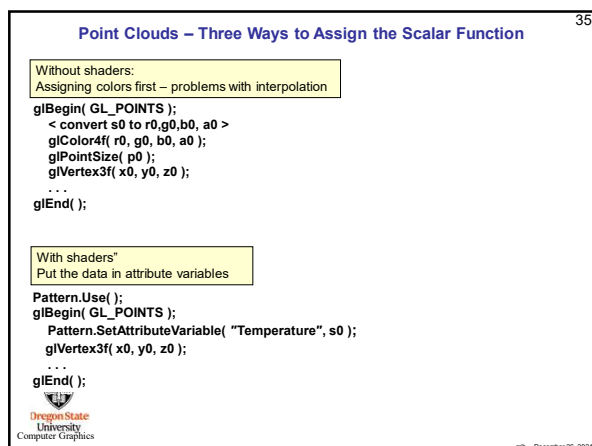 35
Point Clouds – Three Ways to Assign the Scalar Function
Without shaders:
Assigning colors first – problems with interpolation
glBegin( GL_POINTS );
< convert s0 to r0,g0,b0, a0 >
glColor4f( r0, g0, b0, a0 );
glPointSize( p0 );
glVertex3f( x0, y0, z0 );
. . .
glEnd( );
With shaders”
Put the data in attribute variables
Pattern.Use( );
glBegin( GL_POINTS );
Pattern.SetAttributeVariable( "Temperature", s0 );
glVertex3f( x0, y0, z0 );
. . .
glEnd( );
Oregon State
University
Computer Graphics